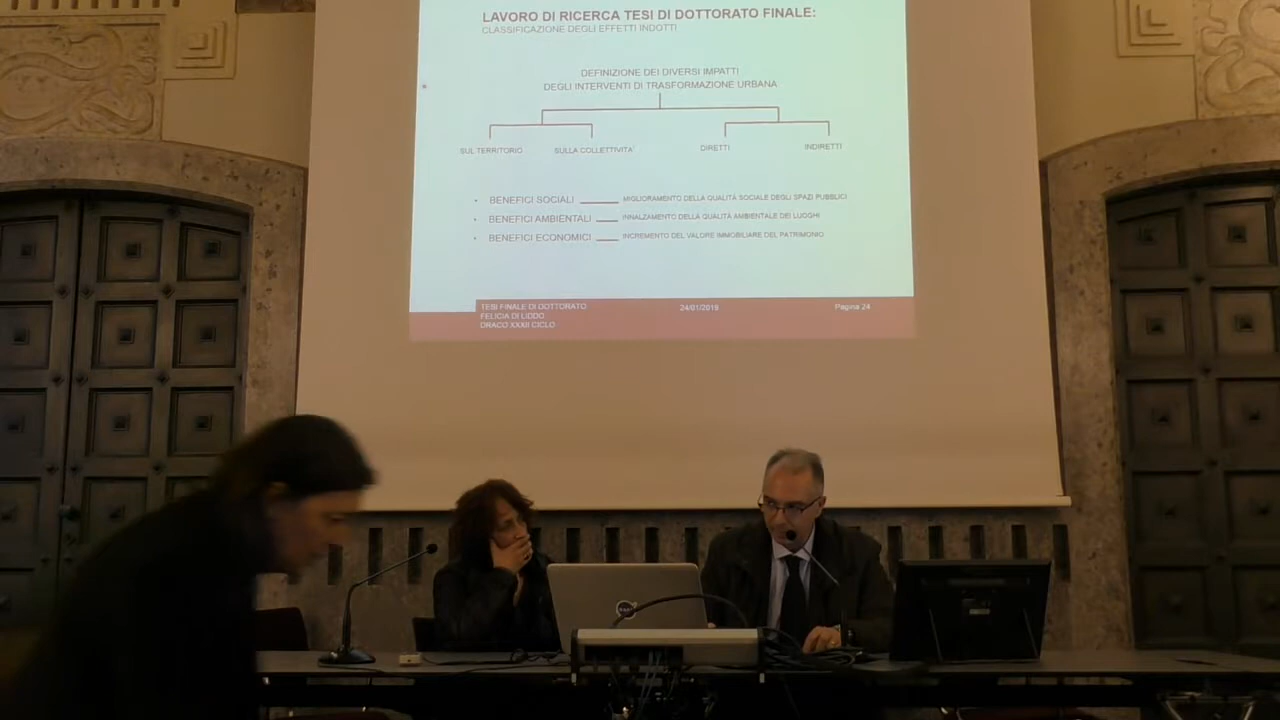 LAVORO DI RICERCA TESI DI DOTTORATO FINALE:
CLASSIFICAZIONE DEGLI EFFETTI INDOTTI
DEFINIZIONE DEI DIVERSI IMPATTI
DEGLI INTERVENTI DI TRASFORMAZIONE URBANA
SUL TERRITORIO SULLA COLLETTIVITA' DIRETTI INDIRETTI
• BENEFICI SOCIALI MIGLIORAMENTO DELLA QUALITÀ SOCIALE DEGLI SPAZI PUBBLICI
• BENEFICI AMBIENTALI INNALZAMENTO DELLA QUALITÀ AMBIENTALE DEI LUOGHI
• BENEFICI ECONOMICI INCREMENTO DEL VALORE IMMOBILIARE DEL PATRIMONIO
TESI FINALE DI DOTTORATO 24/01/2019 Pagina 24
FELICIA DI LIDDO
DRACO XXXII CICLO